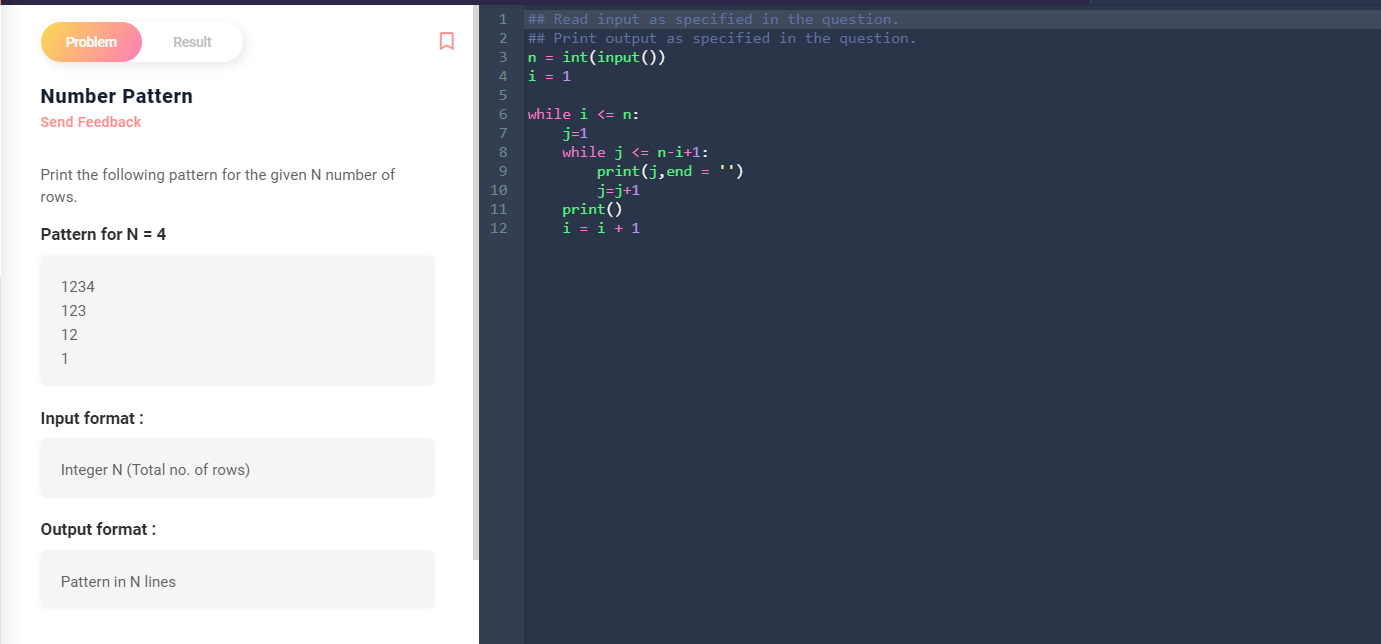 Problem
Result
Number Pattern
Send Feedback
Print the following pattern for the given N number of
rows.
Pattern for N = 4
1234
123
12
1
Input format :
Integer N (Total no. of rows)
Output format :
Pattern in N lines
1 ## Read input as specified in the question.
2 ## Print output as specified in the question.
3 n = int(input())
4 i = 1
5
6 while i <= n:
7     j=1
8     while j <= n-i+1:
9         print(j,end = '')
10         j=j+1
11     print()
12     i = i + 1